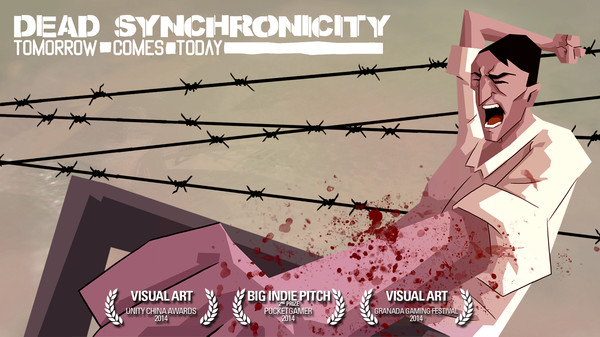 DEAD SYNCHRONICITY
TOMORROW COMES TODAY
VISUAL ART
UNITY CHINA AWARDS
2014
BIG INDIE PITCH
2ND PRIZE
POCKETGAMER
2014
VISUAL ART
GRANADA GAMING FESTIVAL
2014